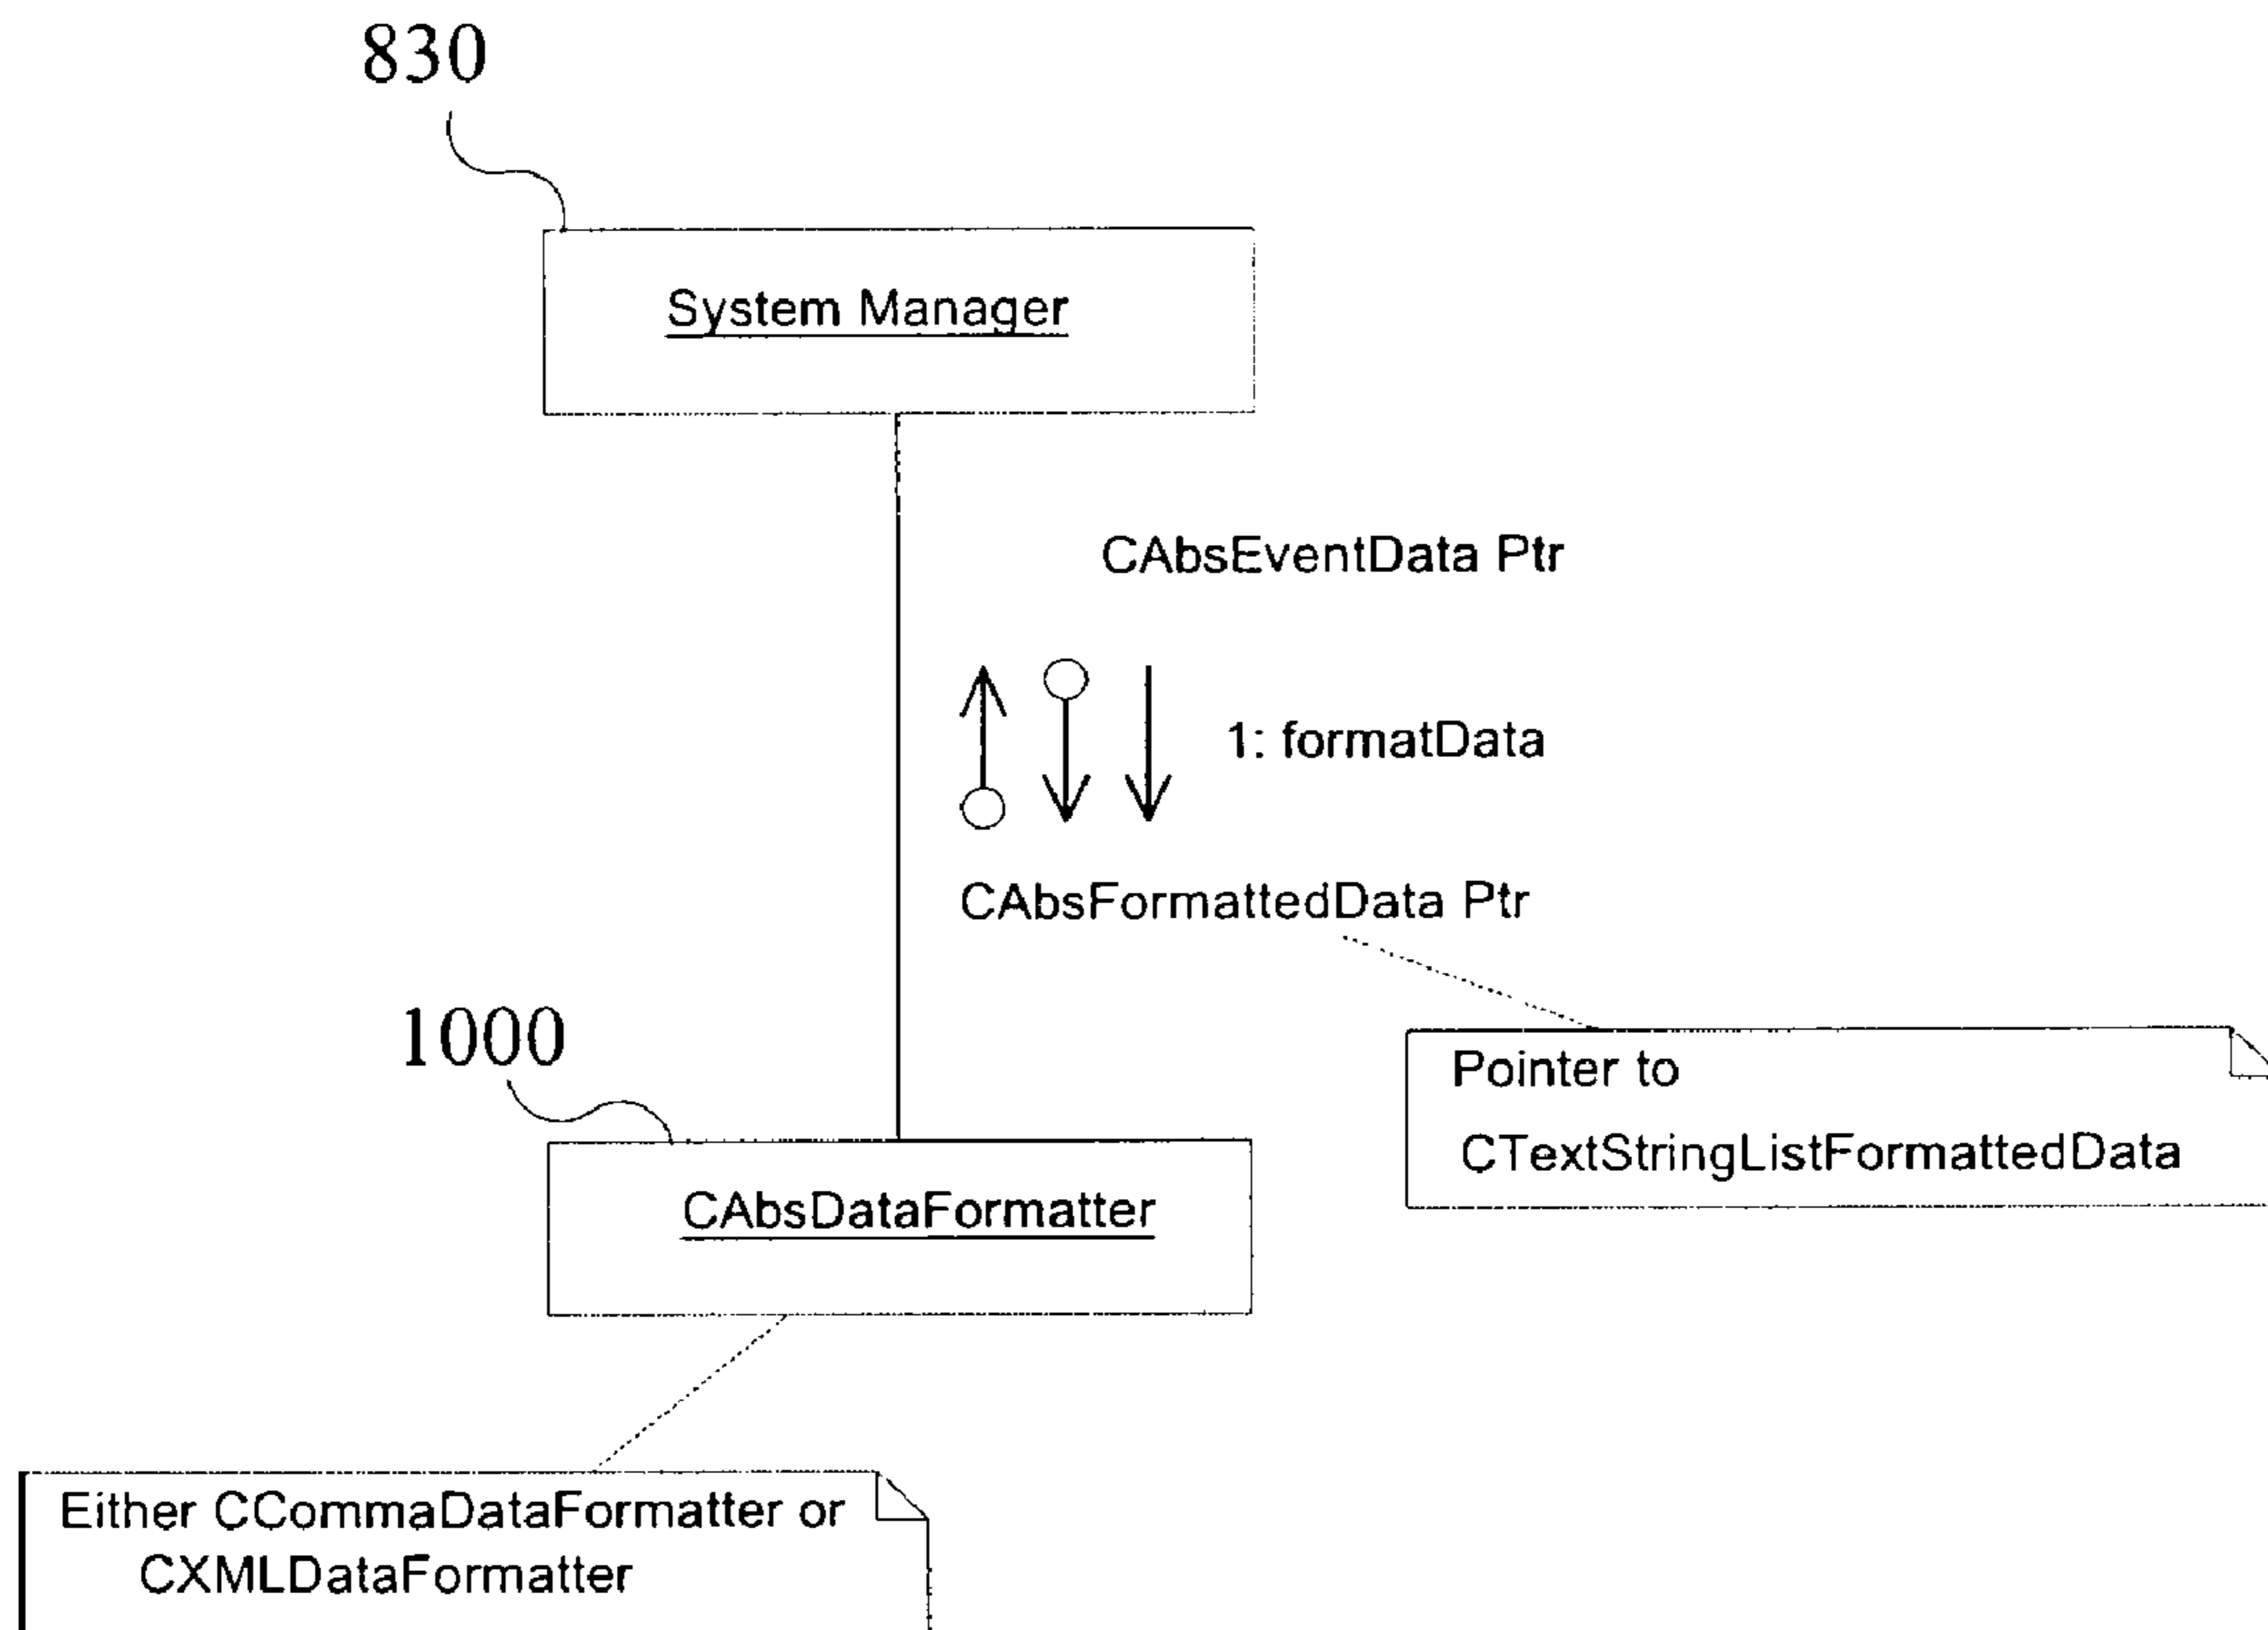 830
System Manager
CAbsEventData Ptr
1: formatData
CAbsFormattedData Ptr
1000
Pointer to
CTextStringListFormattedData
CAbsDataFormatter
Either CCommaDataFormatter or
CXMLDataFormatter